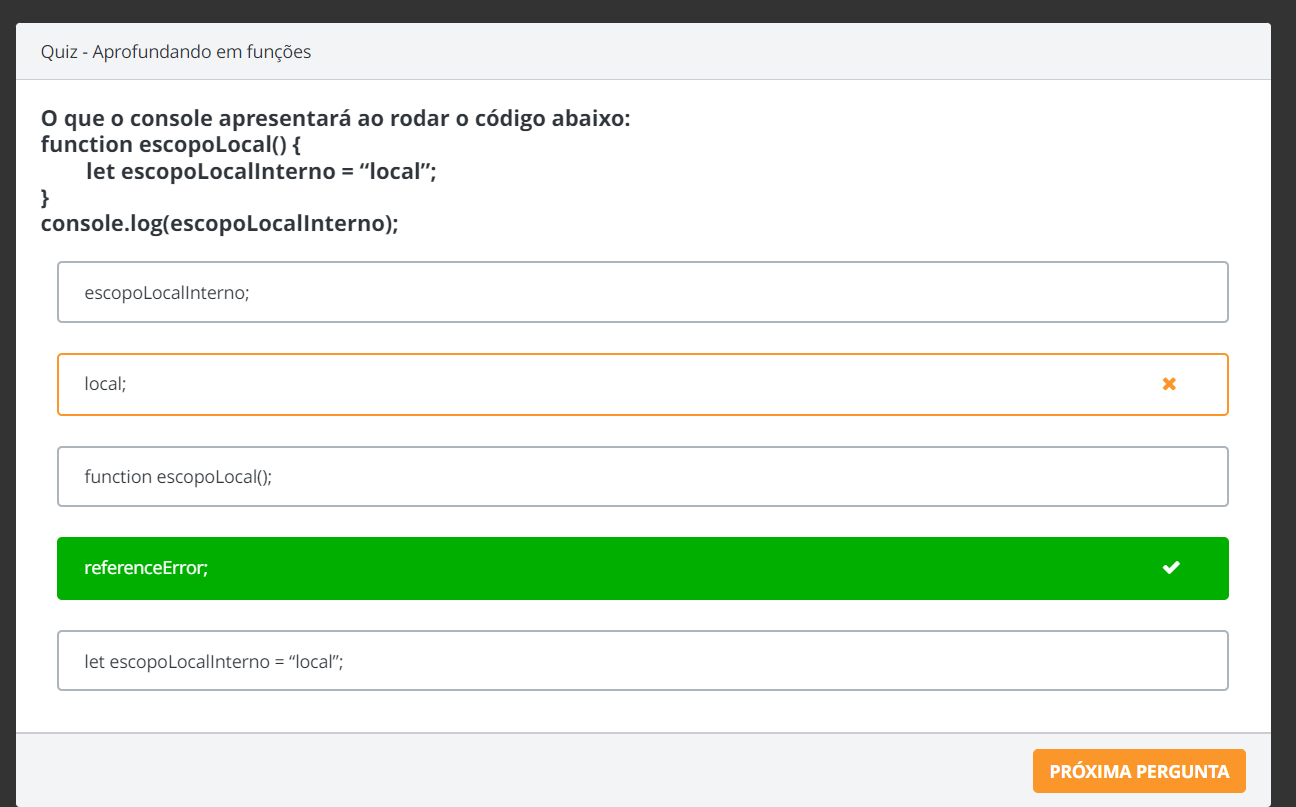 Quiz - Aprofundando em funções
O que o console apresentará ao rodar o código abaixo:
function escopoLocal() {
let escopoLocalInterno = “local”;
}
console.log(escopoLocalInterno);
escopoLocalInterno;
local;
function escopoLocal();
referenceError;
let escopoLocalInterno = “local”;
PRÓXIMA PERGUNTA